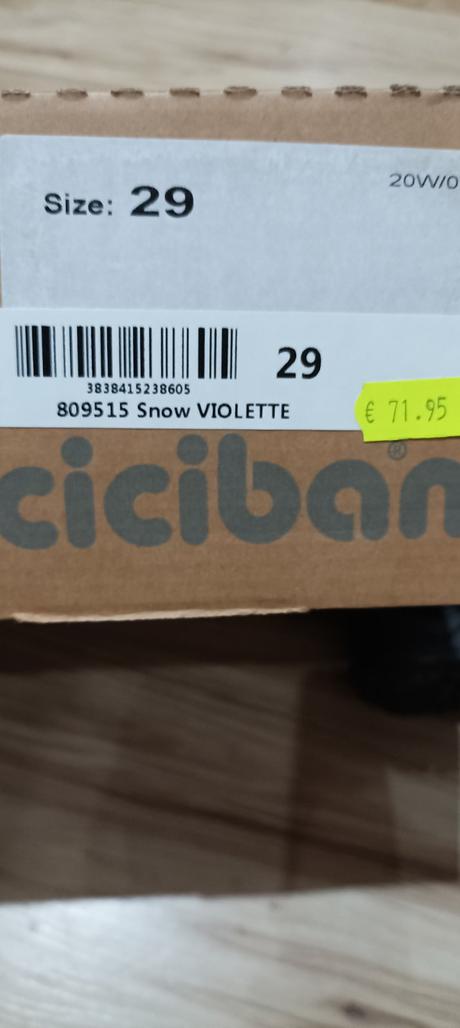 Size: 29
20W/0
29
3838415238605
809515 Snow VIOLETTE
€ 71.95
ciciban®